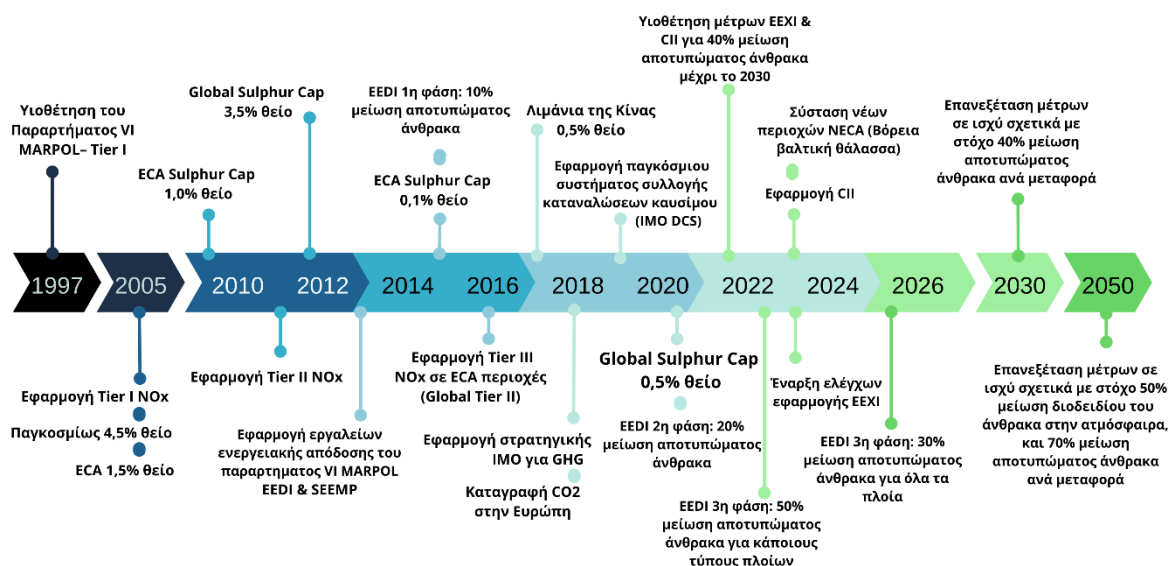 Υιοθέτηση του
Παραρτήματος VI
MARPOL– Tier I
ECA Sulphur Cap
1,0% θείο
Global Sulphur Cap
3,5% θείο
EEDI 1η φάση: 10%
μείωση αποτυπώματος
άνθρακα
ECA Sulphur Cap
0,1% θείο
Λιμάνια της Κίνας
0,5% θείο
Εφαρμογή παγκόσμιου
συστήματος συλλογής
καταναλώσεων καυσίμου
(IMO DCS)
Υιοθέτηση μέτρων EEXI &
CII για 40% μείωση
αποτυπώματος άνθρακα
μέχρι το 2030
Σύσταση νέων
περιοχών NECA (Βόρεια
βαλτική θάλασσα)
Εφαρμογή CII
Επανεξέταση μέτρων
σε ισχύ σχετικά με
στόχο 40% μείωση
αποτυπώματος
άνθρακα ανά μεταφορά
1997
2005
2010
2012
2014
2016
2018
2020
2022
2024
2026
2030
2050
Εφαρμογή Tier I NOx
Παγκοσμίως 4,5% θείο
ECA 1,5% θείο
Εφαρμογή Tier II NOx
Εφαρμογή εργαλείων
ενεργειακής απόδοσης του
παραρτηματος VI MARPOL
EEDI & SEEMP
Εφαρμογή Tier III
NOx σε ECA περιοχές
(Global Tier II)
Εφαρμογή στρατηγικής
IMO για GHG
Καταγραφή CO2
στην Ευρώπη
Global Sulphur Cap
0,5% θείο
EEDI 2η φάση: 20%
μείωση αποτυπώματος
άνθρακα
EEDI 3η φάση: 50%
μείωση αποτυπώματος
άνθρακα για κάποιους
τύπους πλοίων
Έναρξη ελέγχων
εφαρμογής EEXI
EEDI 3η φάση: 30%
μείωση αποτυπώματος
άνθρακα για όλα τα
πλοία
Επανεξέταση μέτρων σε
ισχύ σχετικά με στόχο 50%
μείωση διοδειδίου του
άνθρακα στην ατμόσφαιρα,
και 70% μείωση
αποτυπώματος άνθρακα
ανά μεταφορά